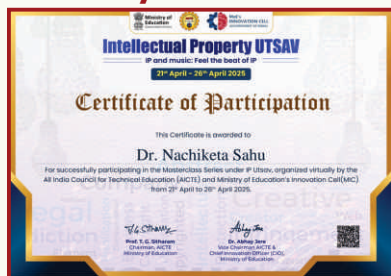 Ministry of
Education
MoE's
INNOVATION CELL
Intellectual Property UTSAV
IP and music: Feel the beat of IP
21st April - 26th April 2025
Certificate of Participation
This Certificate is awarded to
Dr. Nachiketa Sahu
For successfully participating in the Masterclass Series under IP Utsav, organized virtually by the
All India Council for Technical Education (AICTE) and Ministry of Education's Innovation Cell(MIC)
from 21st April to 26th April 2025.
Prof. T. G. Sitharam
Chairman, AICTE
Ministry of Education
Dr. Abhay Jere
Vice Chairman AICTE &
Chief Innovation Officer (CIO),
Ministry of Education